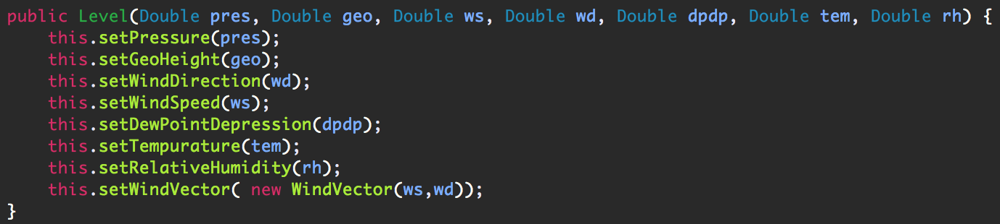 public Level(Double pres, Double geo, Double ws, Double wd, Double dpdp, Double tem, Double rh) {
    this.setPressure(pres);
    this.setGeoHeight(geo);
    this.setWindDirection(wd);
    this.setWindSpeed(ws);
    this.setDewPointDepression(dpdp);
    this.setTempurature(tem);
    this.setRelativeHumidity(rh);
    this.setWindVector( new WindVector(ws,wd));
}